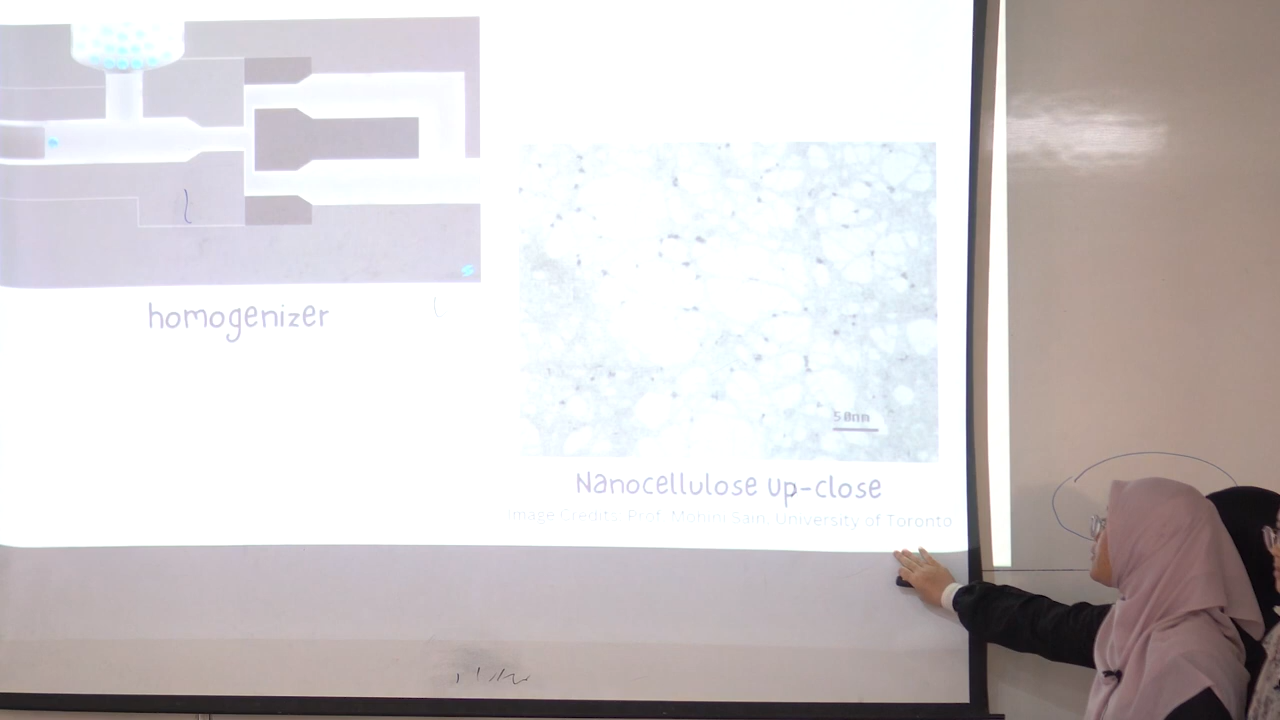 homogenizer
50nm
Nanocellulose up-close
Image Credits: Prof. Mohini Sain, University of Toronto